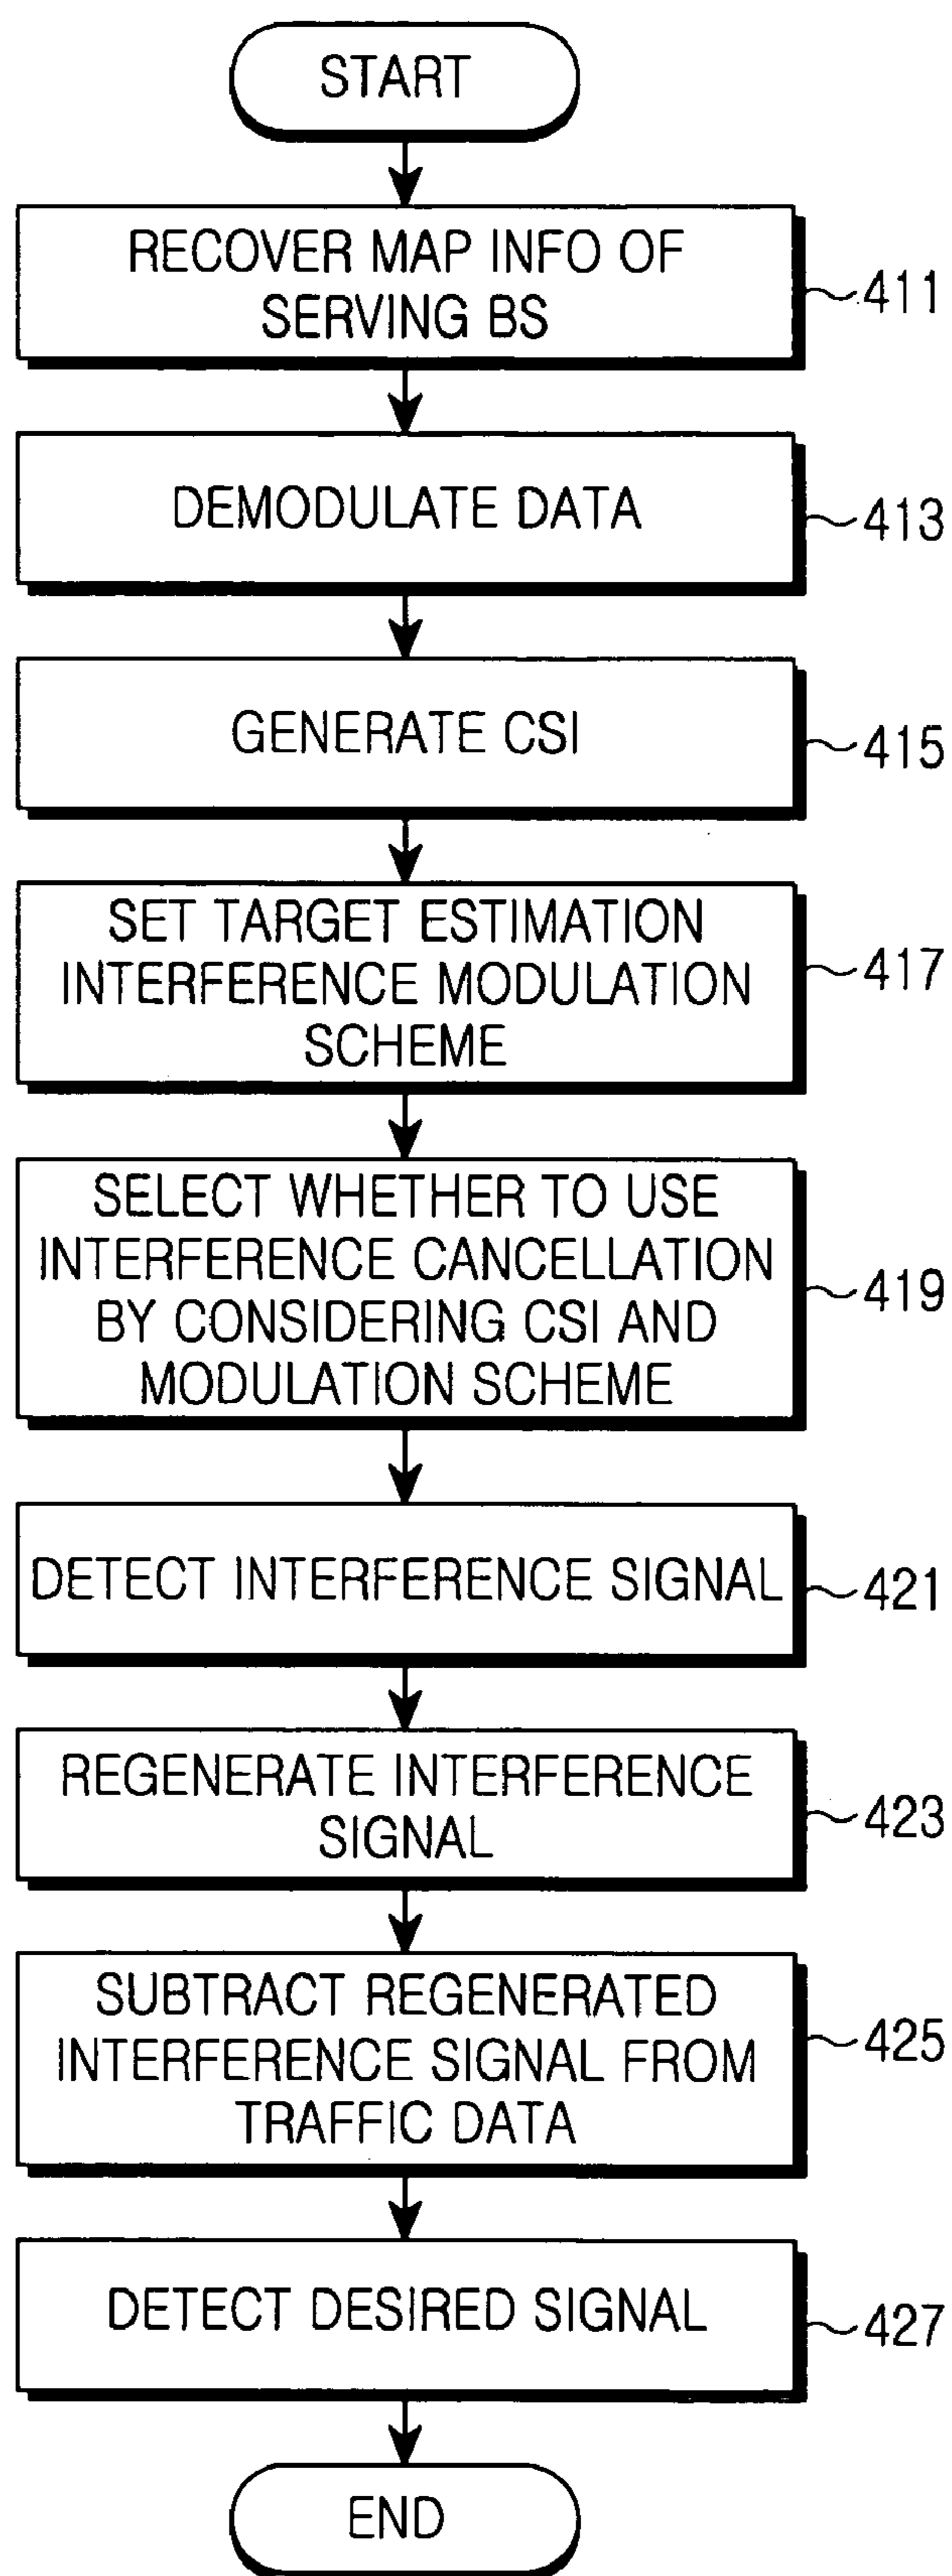 START
RECOVER MAP INFO OF
SERVING BS
411
DEMODULATE DATA
413
GENERATE CSI
415
SET TARGET ESTIMATION
INTERFERENCE MODULATION
SCHEME
417
SELECT WHETHER TO USE
INTERFERENCE CANCELLATION
BY CONSIDERING CSI AND
MODULATION SCHEME
419
DETECT INTERFERENCE SIGNAL
421
REGENERATE INTERFERENCE
SIGNAL
423
SUBTRACT REGENERATED
INTERFERENCE SIGNAL FROM
TRAFFIC DATA
425
DETECT DESIRED SIGNAL
427
END